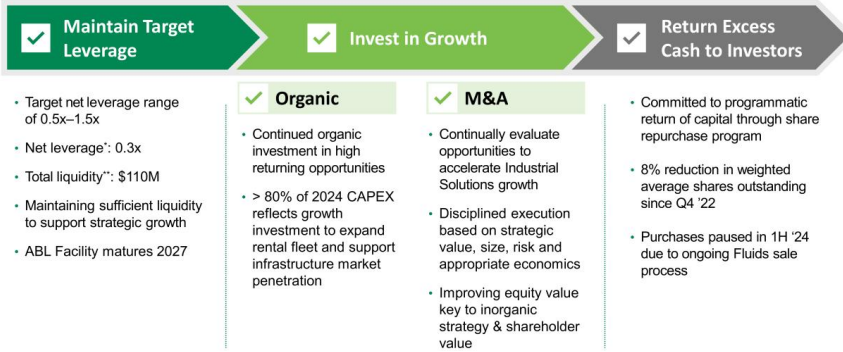 Maintain Target
Leverage
Invest in Growth
Return Excess
Cash to Investors
• Target net leverage range
of 0.5x–1.5x
• Net leverage*: 0.3x
• Total liquidity**: $110M
• Maintaining sufficient liquidity
to support strategic growth
• ABL Facility matures 2027
Organic
• Continued organic
investment in high
returning opportunities
• > 80% of 2024 CAPEX
reflects growth
investment to expand
rental fleet and support
infrastructure market
penetration
M&A
• Continually evaluate
opportunities to
accelerate Industrial
Solutions growth
• Disciplined execution
based on strategic
value, size, risk and
appropriate economics
• Improving equity value
key to inorganic
strategy & shareholder
value
• Committed to programmatic
return of capital through share
repurchase program
• 8% reduction in weighted
average shares outstanding
since Q4 '22
• Purchases paused in 1H '24
due to ongoing Fluids sale
process